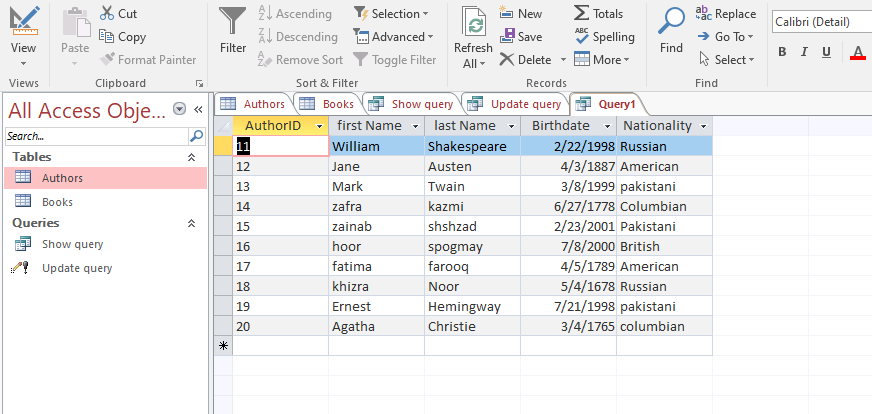 View
Paste
Cut
Copy
Format Painter
Filter
Ascending
Descending
Remove Sort
Selection
Advanced
Toggle Filter
Refresh
All
New
Save
Delete
Totals
ABC
Spelling
More
Find
ab
ac
Replace
Go To
Select
Calibri (Detail)
B I U A
Views
Clipboard
Sort & Filter
Records
Find
All Access Obje...
Search...
Tables
Authors
Books
Queries
Show query
Update query
Authors Books Show query Update query Query1
AuthorID first Name last Name Birthdate Nationality
11 William Shakespeare 2/22/1998 Russian
12 Jane Austen 4/3/1887 American
13 Mark Twain 3/8/1999 pakistani
14 zafra kazmi 6/27/1778 Columbian
15 zainab shshzad 2/23/2001 Pakistani
16 hoor spogmay 7/8/2000 British
17 fatima farooq 4/5/1789 American
18 khizra Noor 5/4/1678 Russian
19 Ernest Hemingway 7/21/1998 pakistani
20 Agatha Christie 3/4/1765 columbian